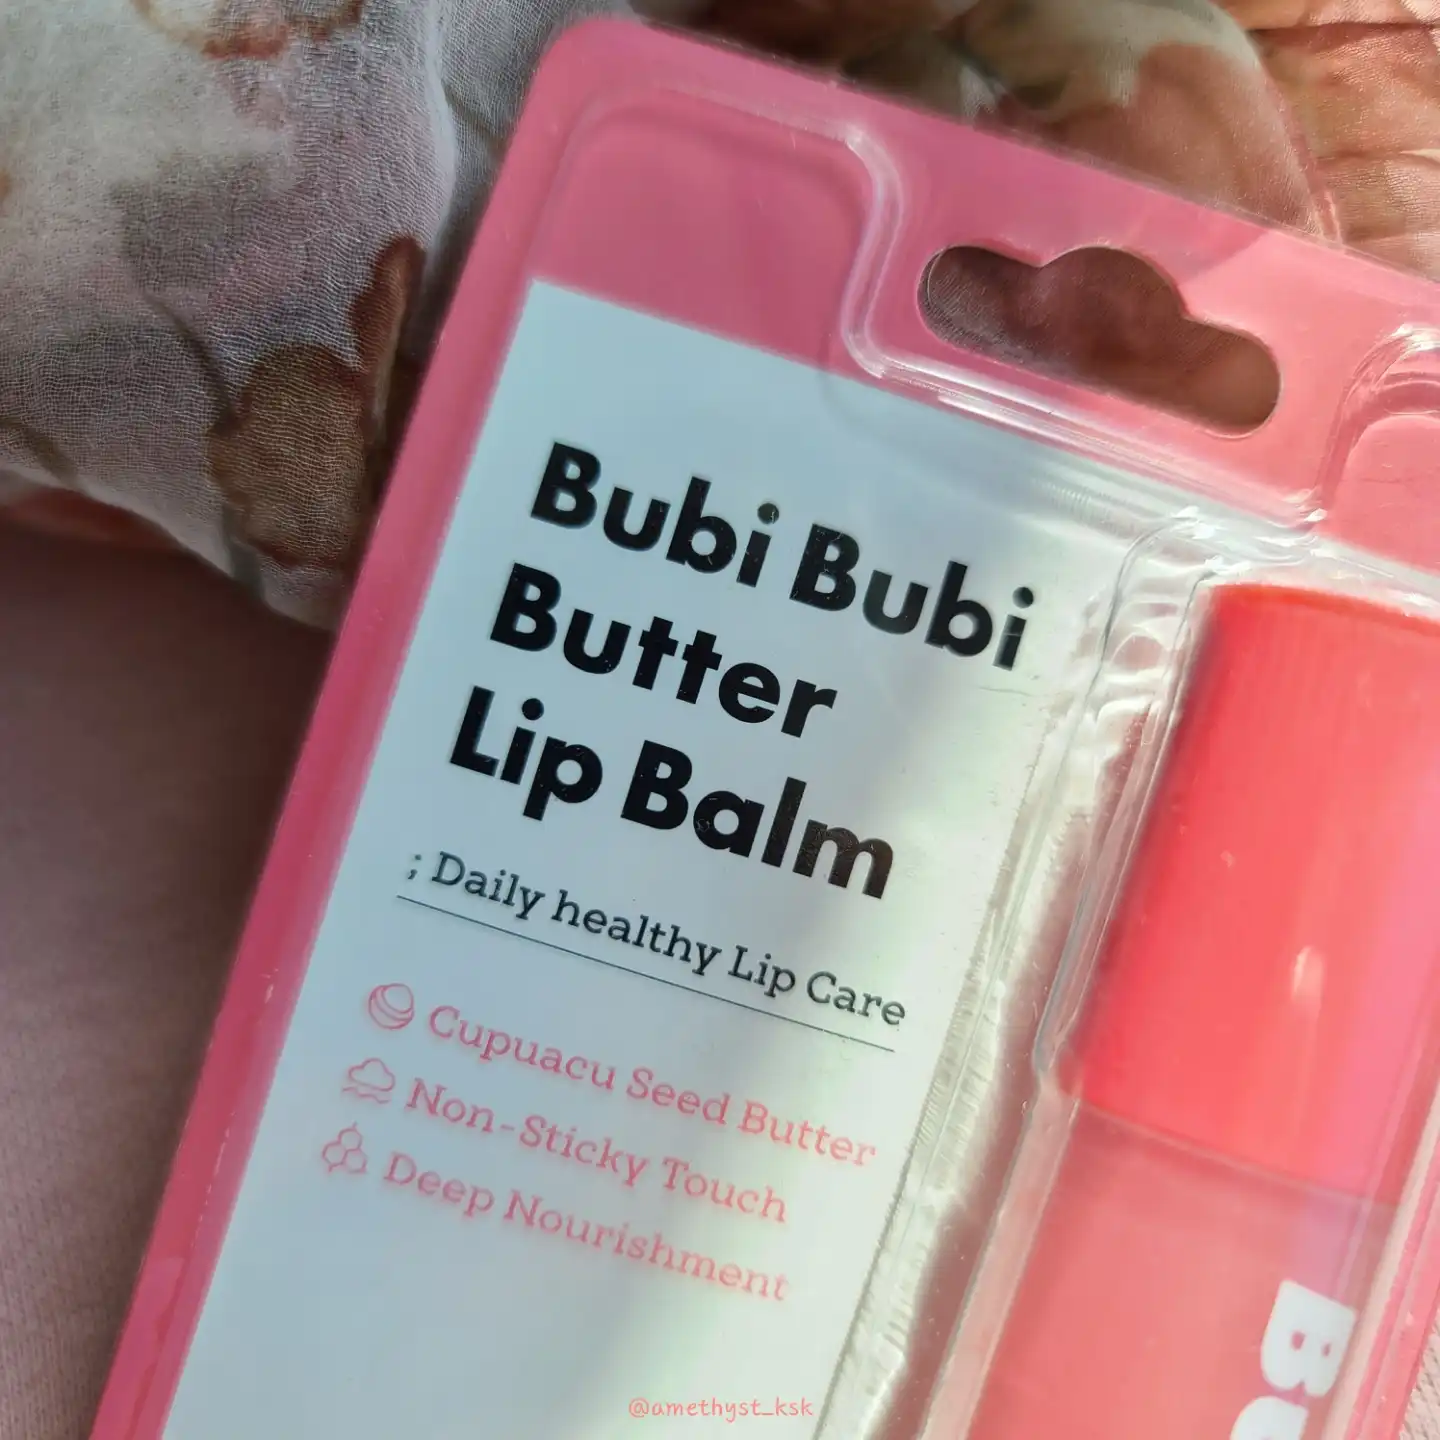 Bubi Bubi
Butter
Lip Balm
; Daily healthy Lip Care
Cupuacu Seed Butter
Non-Sticky Touch
Deep Nourishment
@amethyst_ksk